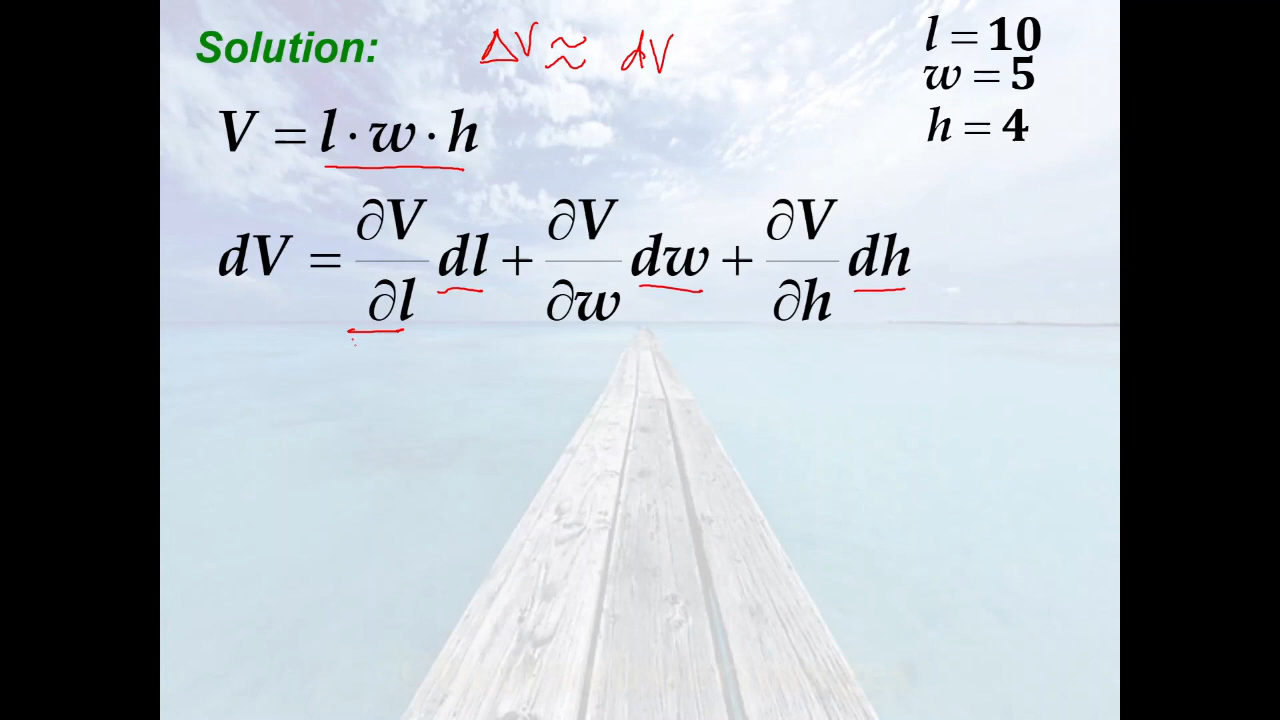 Solution: ΔV ≈ dV
l = 10
w = 5
h = 4
V = l · w · h
dV = ∂V/∂l dl + ∂V/∂w dw + ∂V/∂h dh